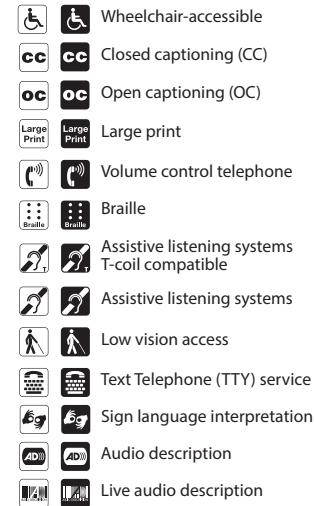 Wheelchair-accessible
CC CC Closed captioning (CC)
OC OC Open captioning (OC)
Large Print Large Print Large print
Volume control telephone
Braille Braille Braille
Assistive listening systems
T T T-coil compatible
Assistive listening systems
Low vision access
Text Telephone (TTY) service
Sign language interpretation
AD AD Audio description
Live audio description